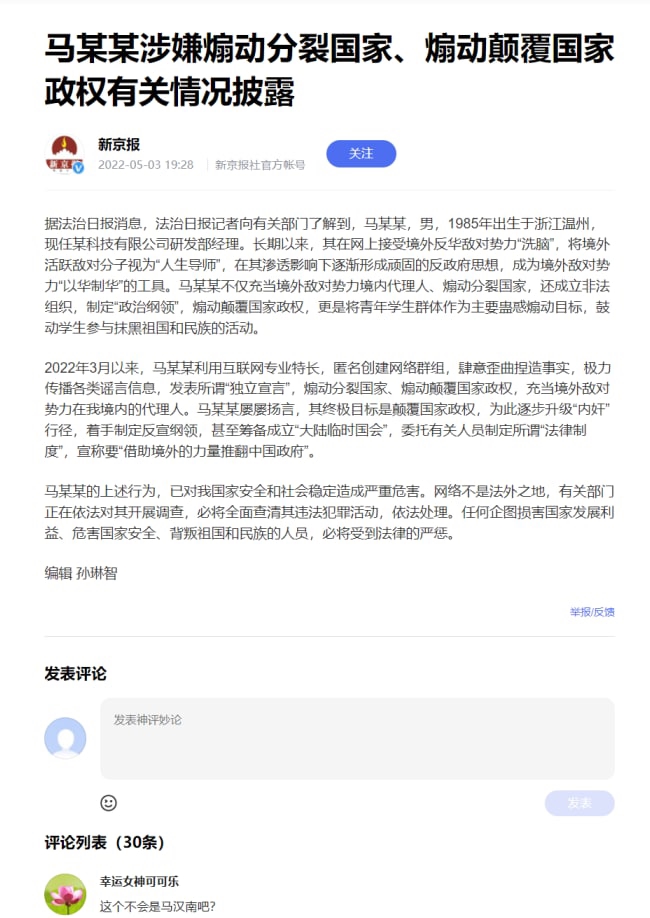 马某某涉嫌煽动分裂国家、煽动颠覆国家
政权有关情况披露
新京报
新京报
2022-05-03 19:28
新京报社官方帐号
关注
据法治日报消息，法治日报记者向有关部门了解到，马某某，男，1985年出生于浙江温州，
现任某科技有限公司研发部经理。长期以来，其在网上接受境外反华敌对势力“洗脑”，将境外
活跃敌对分子视为“人生导师”，在其渗透影响下逐渐形成顽固的反政府思想，成为境外敌对势
力“以华制华”的工具。马某某不仅充当境外敌对势力境内代理人、煽动分裂国家，还成立非法
组织，制定“政治纲领”，煽动颠覆国家政权，更是将青年学生群体作为主要蛊惑煽动目标，鼓
动学生参与抹黑祖国和民族的活动。
2022年3月以来，马某某利用互联网专业特长，匿名创建网络群组，肆意歪曲捏造事实，极力
传播各类谣言信息，发表所谓“独立宣言”，煽动分裂国家、煽动颠覆国家政权，充当境外敌对
势力在我境内的代理人。马某某屡屡扬言，其终极目标是颠覆国家政权，为此逐步升级“内奸”
行径，着手制定反宣纲领，甚至筹备成立“大陆临时国会”，委托有关人员制定所谓“法律制
度”，宣称要“借助境外的力量推翻中国政府”。
马某某的上述行为，已对我国家安全和社会稳定造成严重危害。网络不是法外之地，有关部门
正在依法对其开展调查，必将全面查清其违法犯罪活动，依法处理。任何企图损害国家发展利
益、危害国家安全、背叛祖国和民族的人员，必将受到法律的严惩。
编辑 孙琳智
举报/反馈
发表评论
发表神评妙论
发表
评论列表（30条）
幸运女神可可乐
这个不会是马汉南吧？